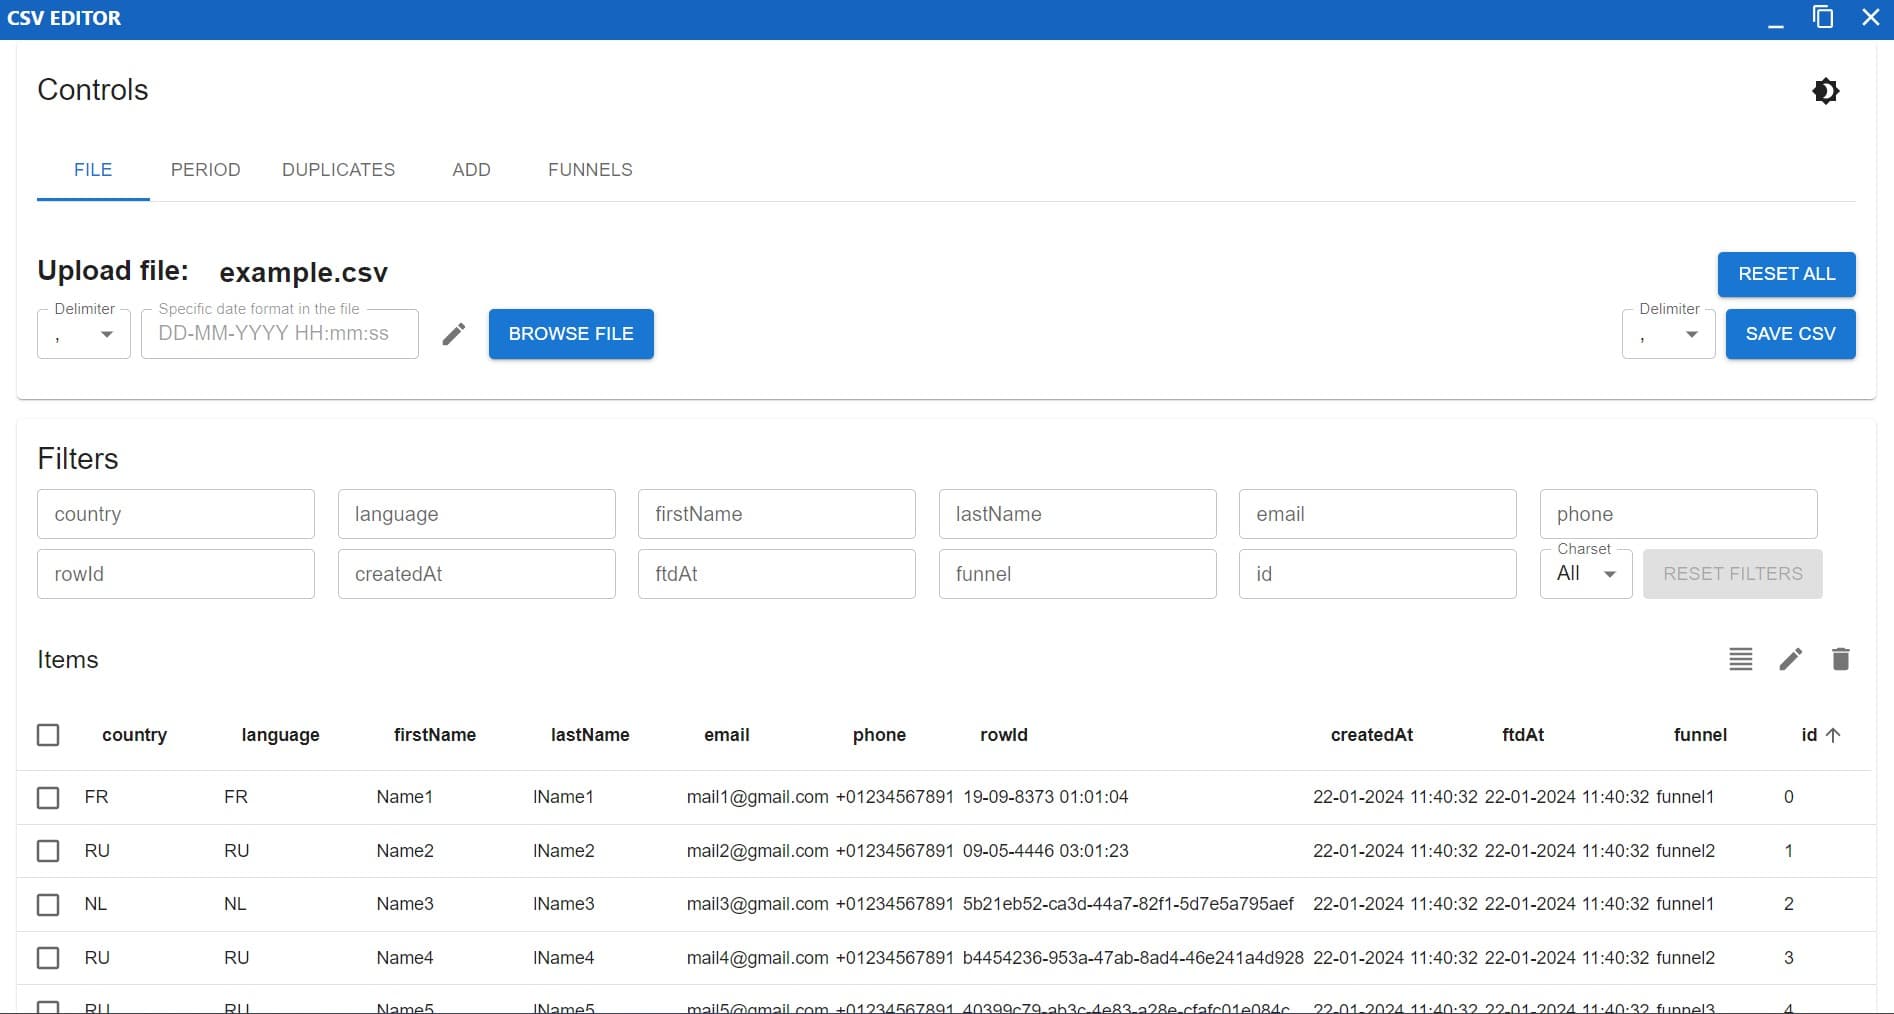 CSV EDITOR
Controls
FILE PERIOD DUPLICATES ADD FUNNELS
Upload file: example.csv
RESET ALL
Delimiter Specific date format in the file Delimiter
, DD-MM-YYYY HH:mm:ss BROWSE FILE , SAVE CSV
Filters
country language firstName lastName email phone
Charset
rowId createdAt ftdAt funnel id All RESET FILTERS
Items
country language firstName lastName email phone rowId createdAt ftdAt funnel id
FR FR Name1 lName1 mail1@gmail.com +01234567891 19-09-8373 01:01:04 22-01-2024 11:40:32 22-01-2024 11:40:32 funnel1 0
RU RU Name2 lName2 mail2@gmail.com +01234567891 09-05-4446 03:01:23 22-01-2024 11:40:32 22-01-2024 11:40:32 funnel2 1
NL NL Name3 lName3 mail3@gmail.com +01234567891 5b21eb52-ca3d-44a7-82f1-5d7e5a795aef 22-01-2024 11:40:32 22-01-2024 11:40:32 funnel1 2
RU RU Name4 lName4 mail4@gmail.com +01234567891 b4454236-953a-47ab-8ad4-46e241a4d928 22-01-2024 11:40:32 22-01-2024 11:40:32 funnel2 3
RU RU Name5 lName5 mail5@gmail.com +01234567891 40399c79-ab3c-4e83-a28e-cfafc01e084c 22-01-2024 11:40:32 22-01-2024 11:40:32 funnel3 4